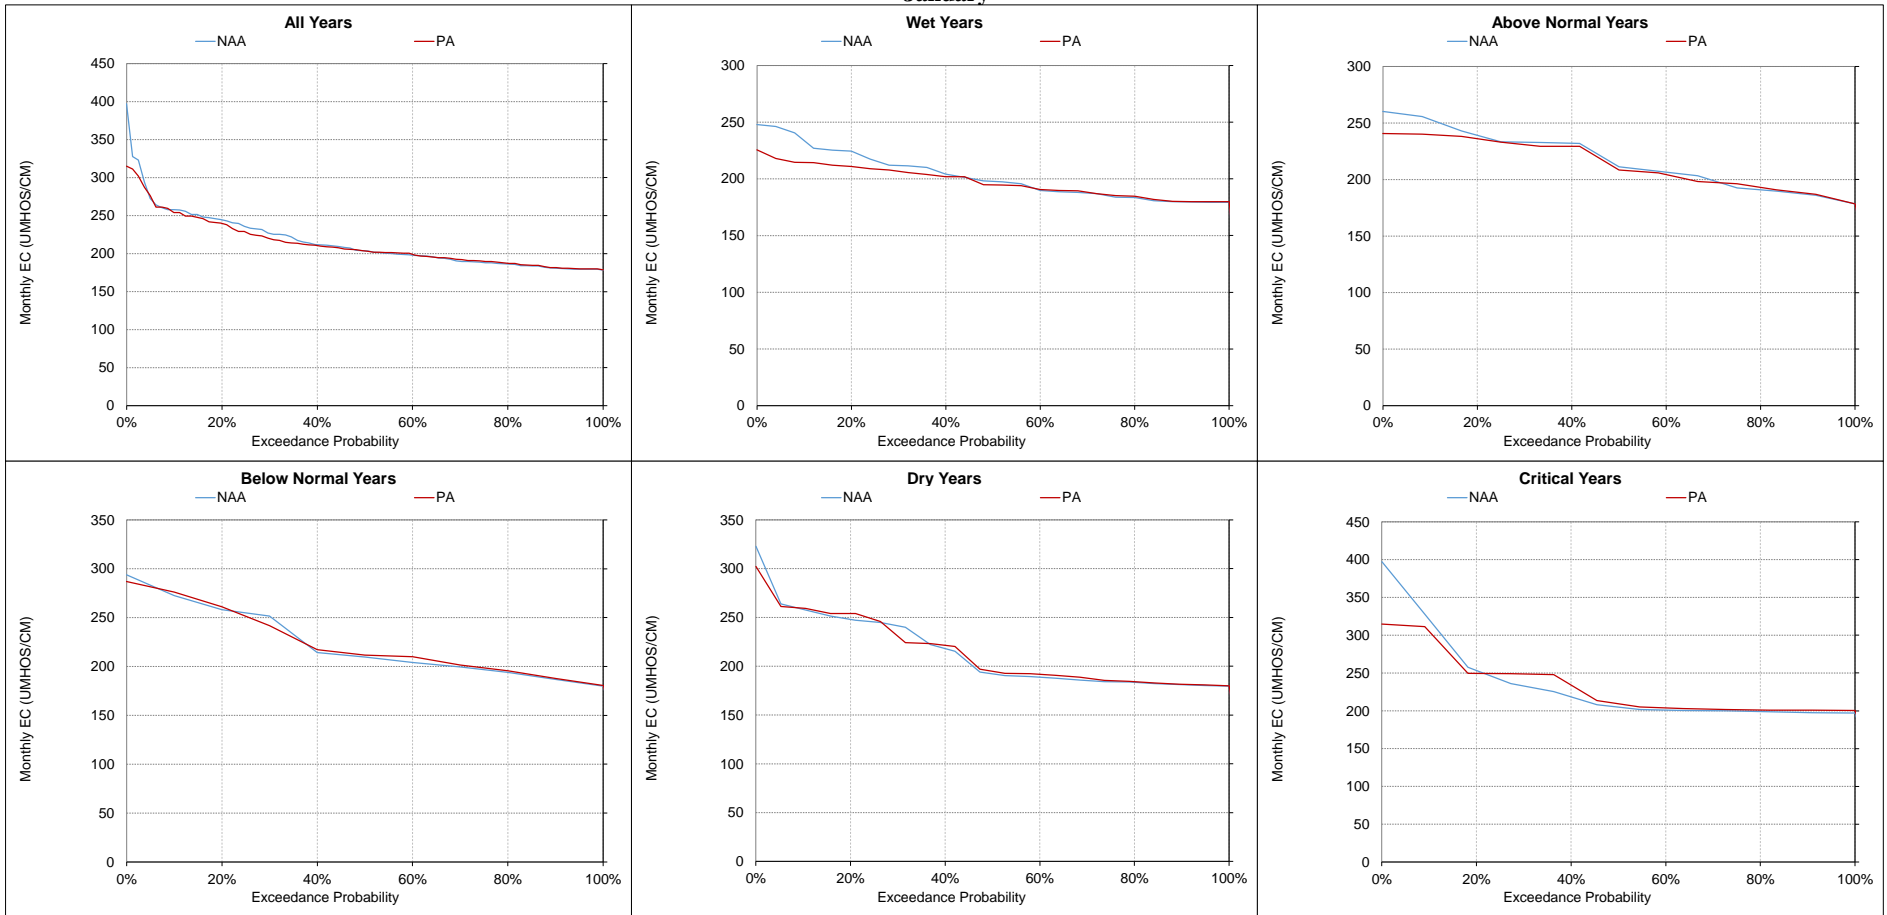 All Years
NAA PA
450
400
350
300
250
200
150
100
50
0
0% 20% 40% 60% 80% 100%
Monthly EC (UMHOS/CM)
Exceedance Probability
Wet Years
NAA PA
300
250
200
150
100
50
0
0% 20% 40% 60% 80% 100%
Monthly EC (UMHOS/CM)
Exceedance Probability
Above Normal Years
NAA PA
300
250
200
150
100
50
0
0% 20% 40% 60% 80% 100%
Monthly EC (UMHOS/CM)
Exceedance Probability
Below Normal Years
NAA PA
350
300
250
200
150
100
50
0
0% 20% 40% 60% 80% 100%
Monthly EC (UMHOS/CM)
Exceedance Probability
Dry Years
NAA PA
350
300
250
200
150
100
50
0
0% 20% 40% 60% 80% 100%
Monthly EC (UMHOS/CM)
Exceedance Probability
Critical Years
NAA PA
450
400
350
300
250
200
150
100
50
0
0% 20% 40% 60% 80% 100%
Monthly EC (UMHOS/CM)
Exceedance Probability